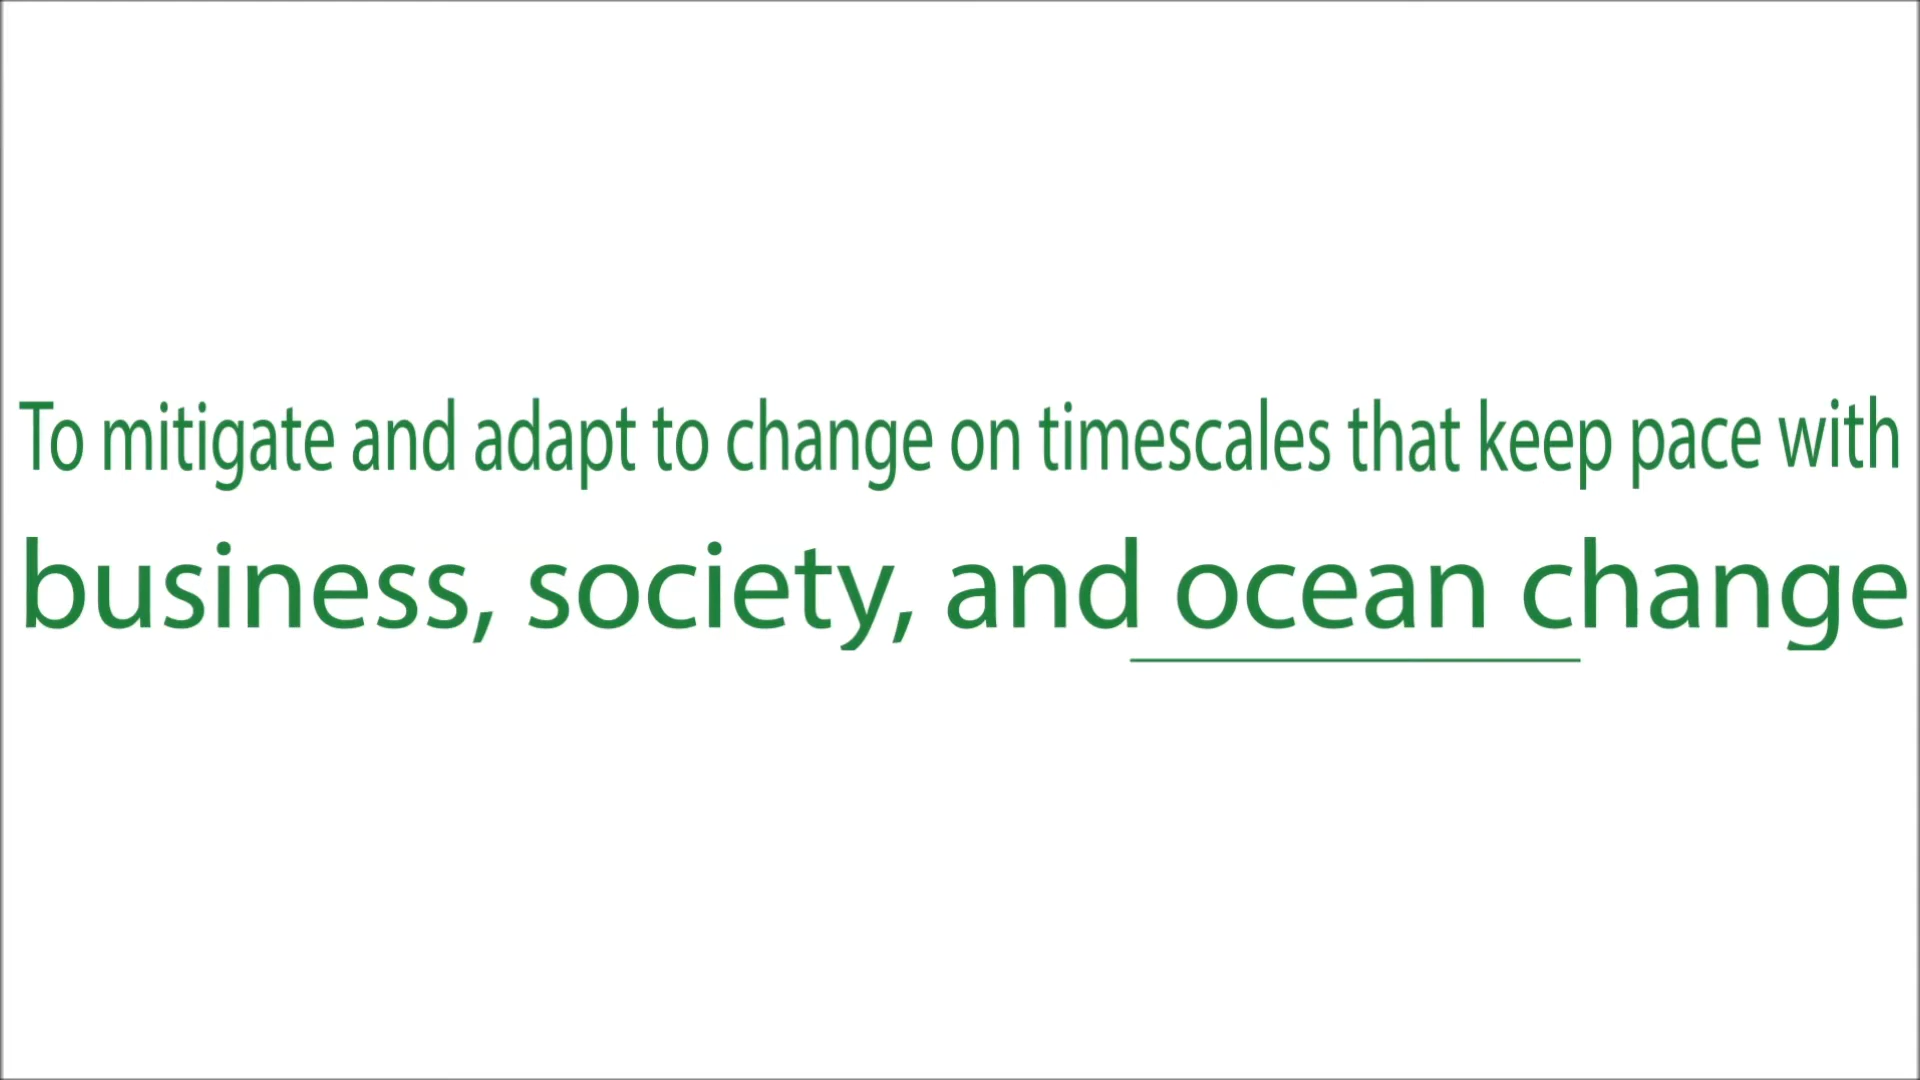 To mitigate and adapt to change on timescales that keep pace with
business, society, and ocean change